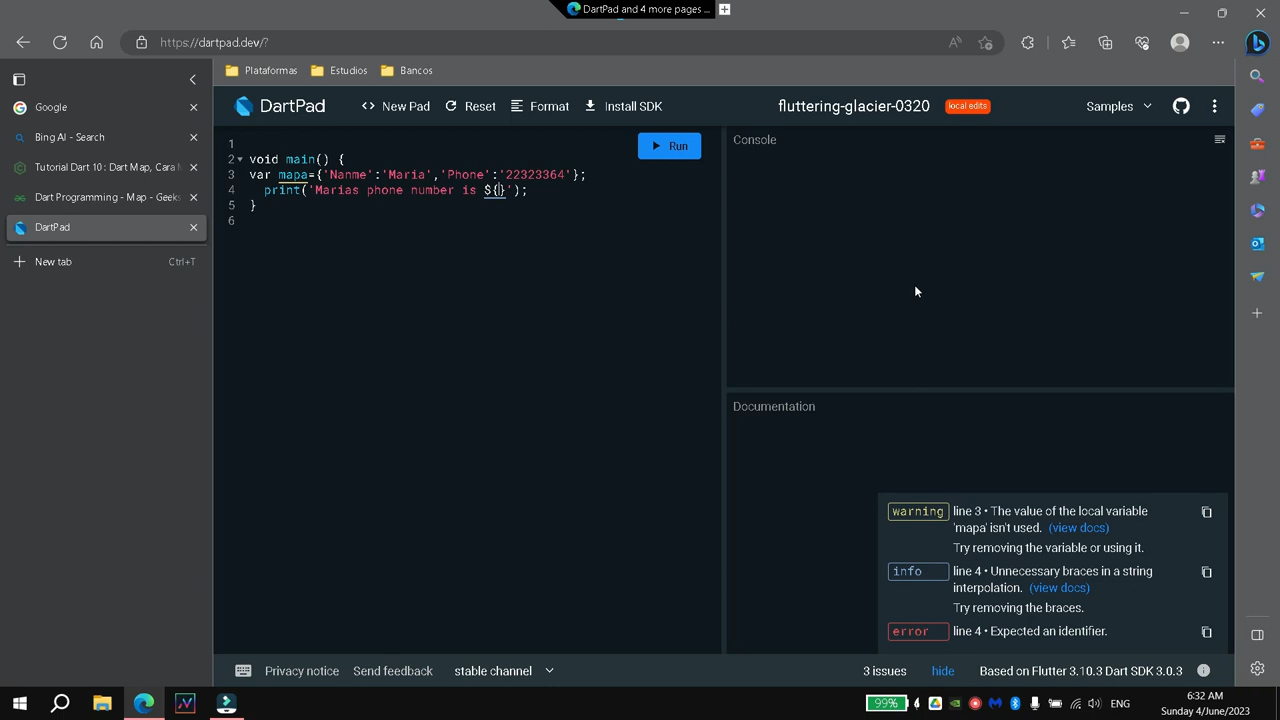 DartPad and 4 more pages ...
https://dartpad.dev/?
Plataformas
Estudios
Bancos
Google
Bing AI - Search
Tutorial Dart 10 : Dart Map, Cara M
Dart Programming - Map - Geeks
DartPad
New tab
Ctrl+T
DartPad
<> New Pad
Reset
Format
Install SDK
fluttering-glacier-0320
local edits
Samples
Run
1
2 void main() {
3 var mapa={'Nanme':'Maria','Phone':'22323364'};
4 print('Marias phone number is ${}');
5 }
6
Console
Documentation
warning
line 3 • The value of the local variable
'mapa' isn't used. (view docs)
Try removing the variable or using it.
info
line 4 • Unnecessary braces in a string
interpolation. (view docs)
Try removing the braces.
error
line 4 • Expected an identifier.
Privacy notice
Send feedback
stable channel
3 issues
hide
Based on Flutter 3.10.3 Dart SDK 3.0.3
99%
ENG
6:32 AM
Sunday 4/June/2023